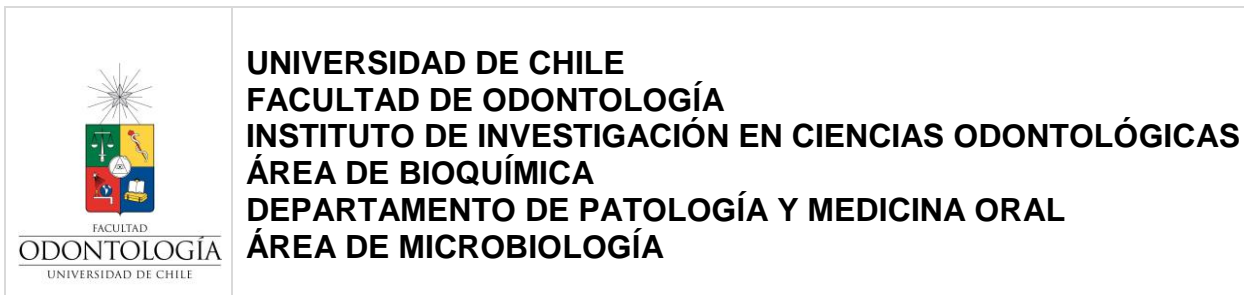 FACULTAD
ODONTOLOGÍA
UNIVERSIDAD DE CHILE
UNIVERSIDAD DE CHILE
FACULTAD DE ODONTOLOGÍA
INSTITUTO DE INVESTIGACIÓN EN CIENCIAS ODONTOLÓGICAS
ÁREA DE BIOQUÍMICA
DEPARTAMENTO DE PATOLOGÍA Y MEDICINA ORAL
ÁREA DE MICROBIOLOGÍA